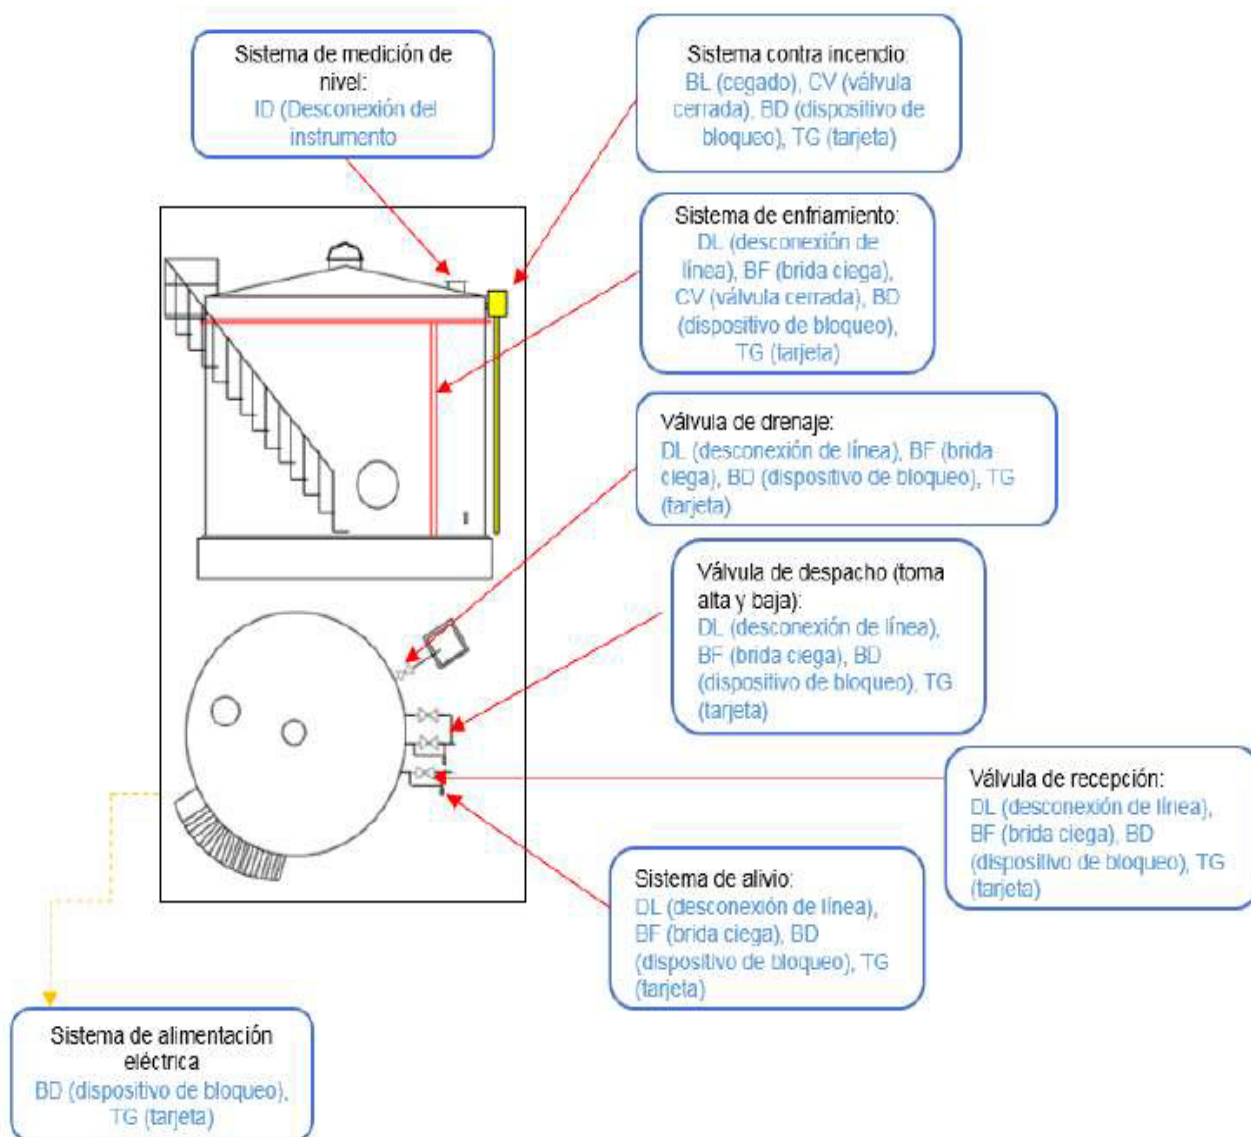 Sistema de medición de
nivel:
ID (Desconexión del
instrumento
Sistema contra incendio:
BL (cegado), CV (válvula
cerrada), BD (dispositivo de
bloqueo), TG (tarjeta)
Sistema de enfriamiento:
DL (desconexión de
línea), BF (brida ciega),
CV (válvula cerrada), BD
(dispositivo de bloqueo),
TG (tarjeta)
Válvula de drenaje:
DL (desconexión de línea), BF (brida
ciega), BD (dispositivo de bloqueo), TG
(tarjeta)
Válvula de despacho (toma
alta y baja):
DL (desconexión de línea),
BF (brida ciega), BD
(dispositivo de bloqueo), TG
(tarjeta)
Válvula de recepción:
DL (desconexión de línea),
BF (brida ciega), BD
(dispositivo de bloqueo), TG
(tarjeta)
Sistema de alivio:
DL (desconexión de línea),
BF (brida ciega), BD
(dispositivo de bloqueo), TG
(tarjeta)
Sistema de alimentación
eléctrica
BD (dispositivo de bloqueo),
TG (tarjeta)